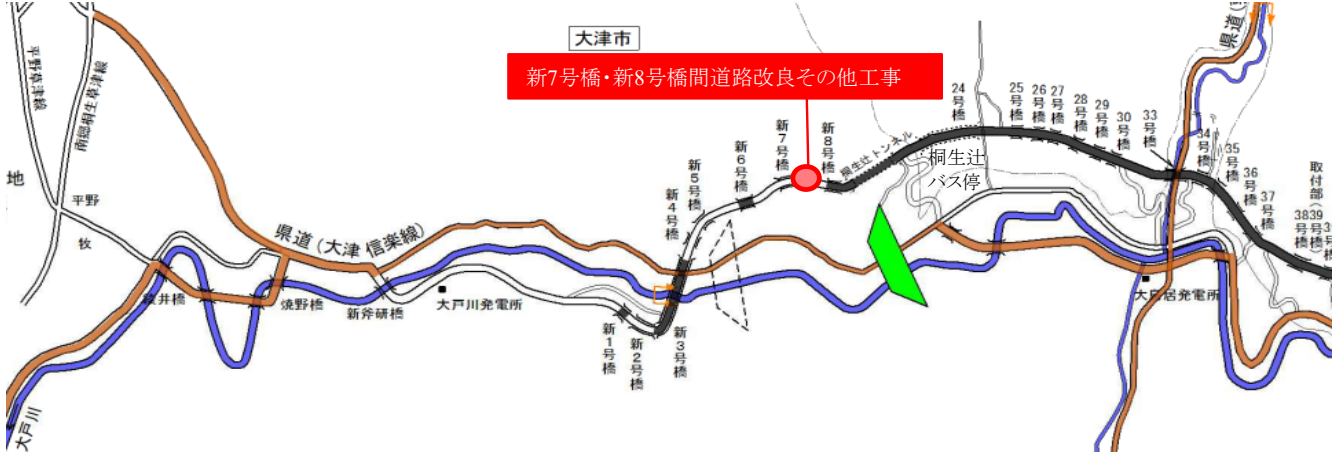 大津市
新7号橋・新8号橋間道路改良その他工事
県道(
平野草津線
南郷桐生草津線
地
平野
牧
県道(大津 信楽線)
焼野橋
新斧研橋
大戸川発電所
大戸川
新1号橋
新2号橋
新3号橋
新4号橋
新5号橋
新6号橋
新7号橋
新8号橋
桐生辻トンネル
桐生辻
バス停
24号橋
25号橋
26号橋
27号橋
28号橋
29号橋
30号橋
33号橋
34号橋
35号橋
36号橋
37号橋
取付部(
38号橋
39号橋
大鳥居発電所